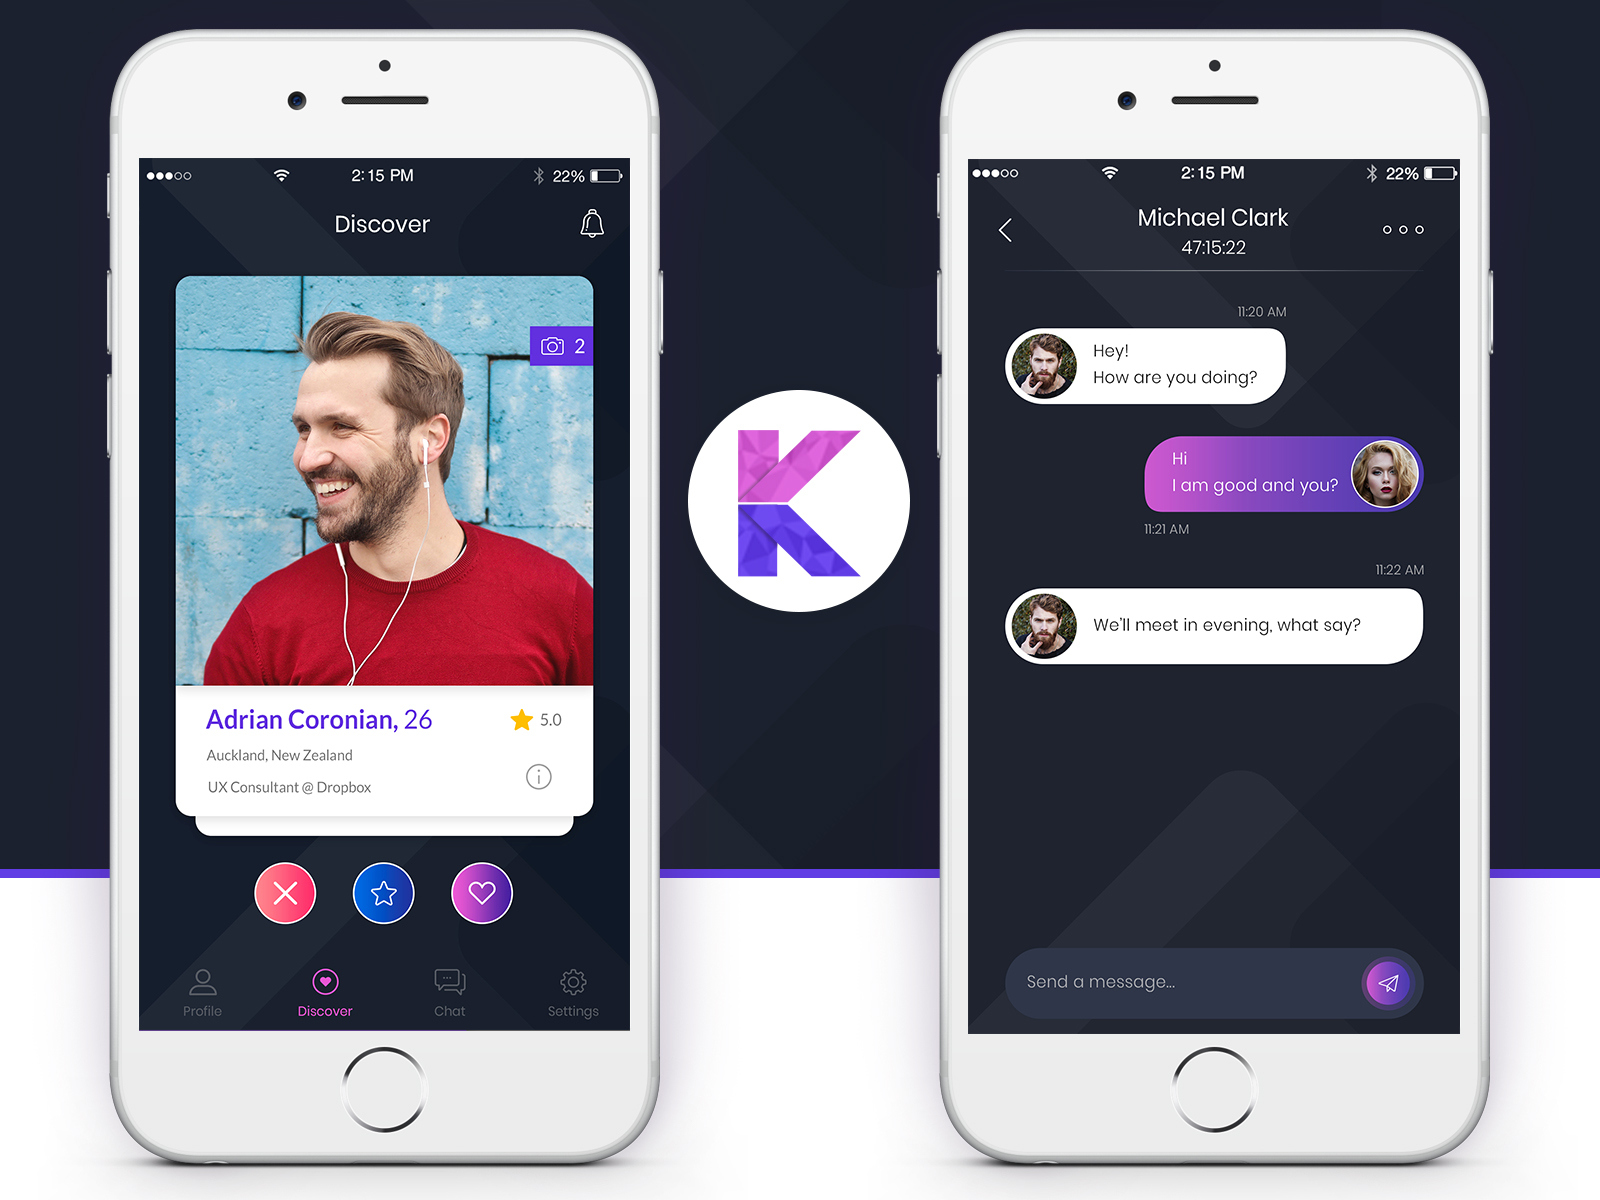 2:15 PM
22%
Discover
2
Adrian Coronian, 26
5.0
Auckland, New Zealand
UX Consultant @ Dropbox
Profile
Discover
Chat
Settings
K
2:15 PM
22%
Michael Clark
47:15:22
11:20 AM
Hey!
How are you doing?
Hi
I am good and you?
11:21 AM
11:22 AM
We'll meet in evening, what say?
Send a message...